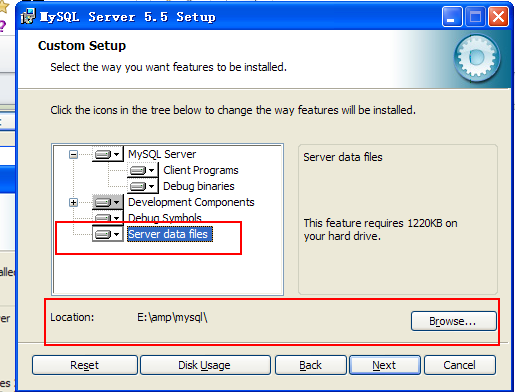 MySQL Server 5.5 Setup
Custom Setup
Select the way you want features to be installed.
Click the icons in the tree below to change the way features will be installed.
MySQL Server
Client Programs
Debug binaries
Development Components
Debug Symbols
Server data files
Server data files
This feature requires 1220KB on
your hard drive.
Location: E:\amp\mysql\
Browse...
Reset Disk Usage Back Next Cancel